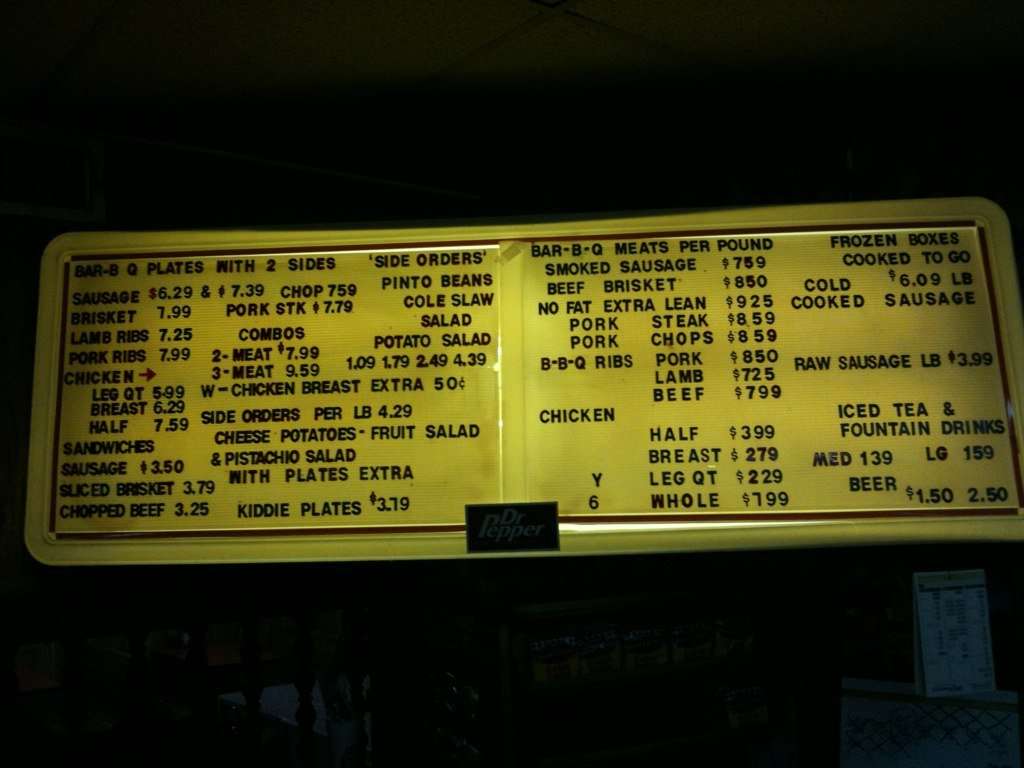 BAR-B Q PLATES WITH 2 SIDES
SAUSAGE $6.29 & $7.39 CHOP 759
BRISKET 7.99 PORK STK $7.79
LAMB RIBS 7.25 COMBOS
PORK RIBS 7.99 2-MEAT $7.99
CHICKEN → 3-MEAT 9.59
LEG QT 5.99 W-CHICKEN BREAST EXTRA 50¢
BREAST 6.29
HALF 7.59 SIDE ORDERS PER LB 4.29
SANDWICHES CHEESE POTATOES-FRUIT SALAD
SAUSAGE $3.50 & PISTACHIO SALAD
SLICED BRISKET 3.79 WITH PLATES EXTRA
CHOPPED BEEF 3.25 KIDDIE PLATES $3.19
'SIDE ORDERS'
PINTO BEANS
COLE SLAW
SALAD
POTATO SALAD
1.09 1.79 2.49 4.39
BAR-B-Q MEATS PER POUND
SMOKED SAUSAGE $759
BEEF BRISKET $850
NO FAT EXTRA LEAN $925
PORK STEAK $859
PORK CHOPS $859
B-B-Q RIBS PORK $850
LAMB $725
BEEF $799
CHICKEN
HALF $399
BREAST $279
Y LEG QT $229
6 WHOLE $799
FROZEN BOXES
COOKED TO GO
COLD $6.09 LB
COOKED SAUSAGE
RAW SAUSAGE LB $3.99
ICED TEA &
FOUNTAIN DRINKS
MED 139 LG 159
BEER $1.50 2.50
Dr
Pepper